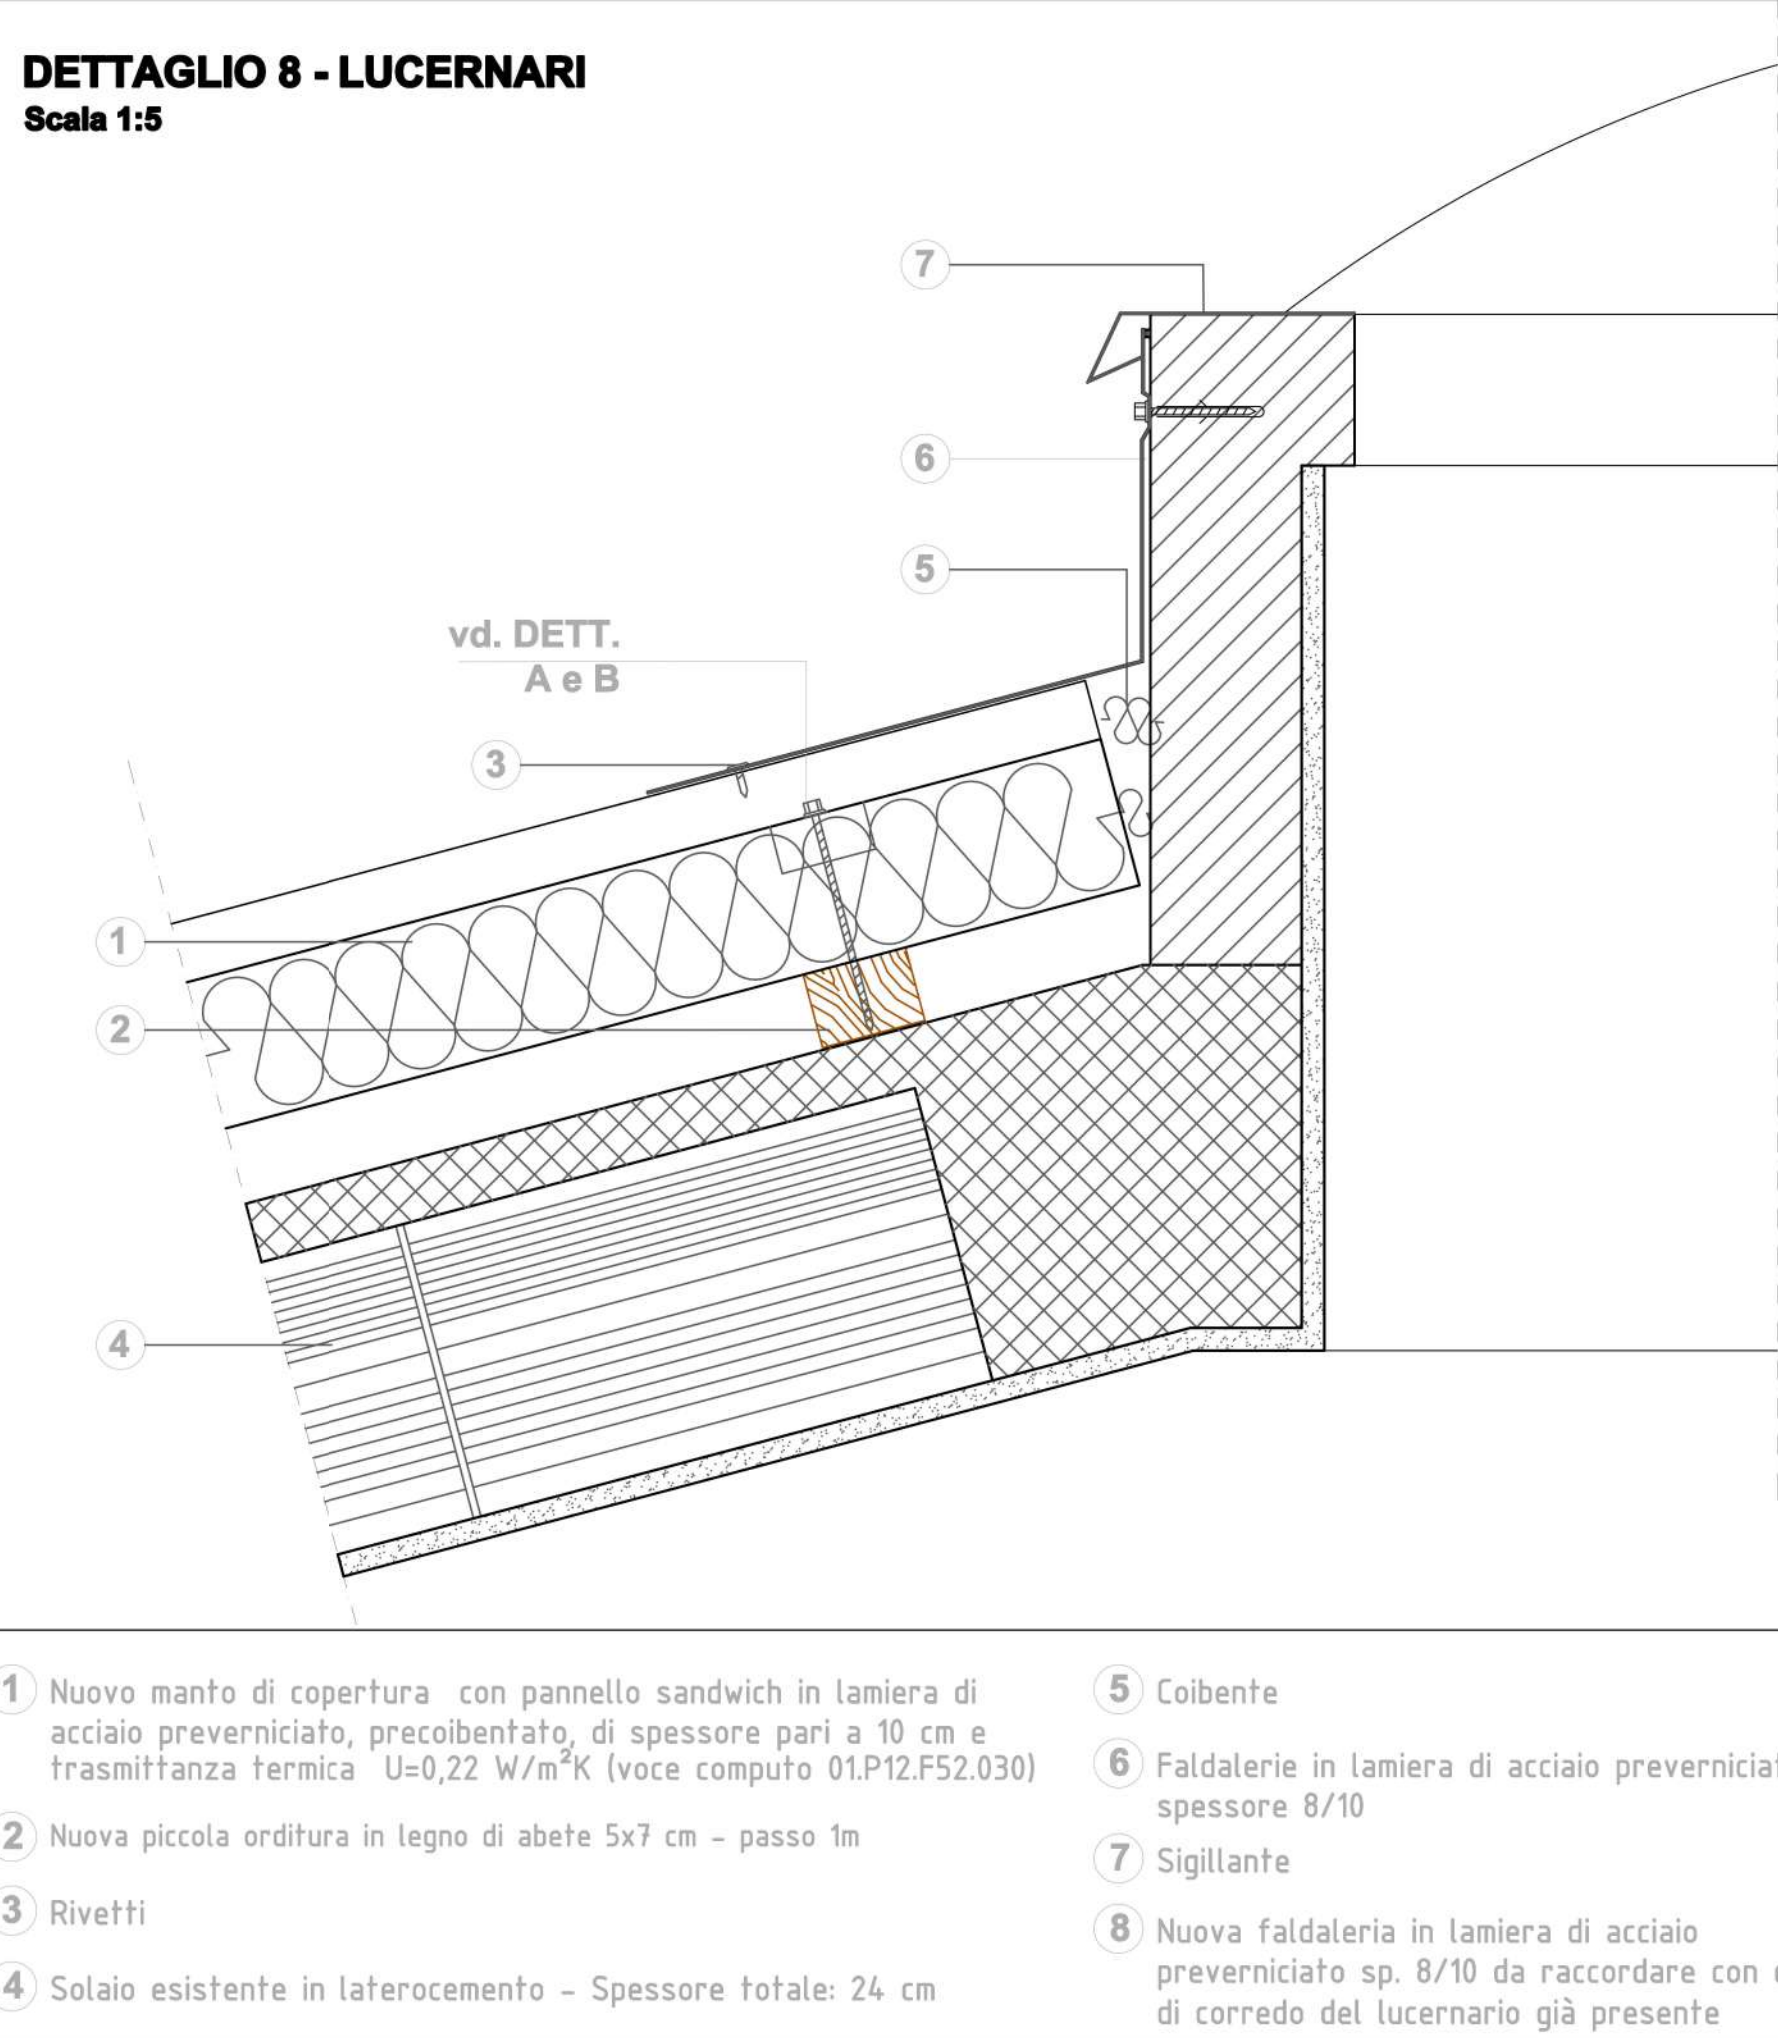 DETTAGLIO 8 - LUCERNARI
Scala 1:5
7
6
5
vd. DETT.
A e B
3
1
2
4
1 Nuovo manto di copertura con pannello sandwich in lamiera di
acciaio preverniciato, precoibentato, di spessore pari a 10 cm e
trasmittanza termica U=0,22 W/m²K (voce computo 01.P12.F52.030)
2 Nuova piccola orditura in legno di abete 5x7 cm - passo 1m
3 Rivetti
4 Solaio esistente in laterocemento - Spessore totale: 24 cm
5 Coibente
6 Faldalerie in lamiera di acciaio
spessore 8/10
7 Sigillante
8 Nuova faldaleria in lamiera di acciaio
preverniciato sp. 8/10 da raccordare con
di corredo del lucernario già presente